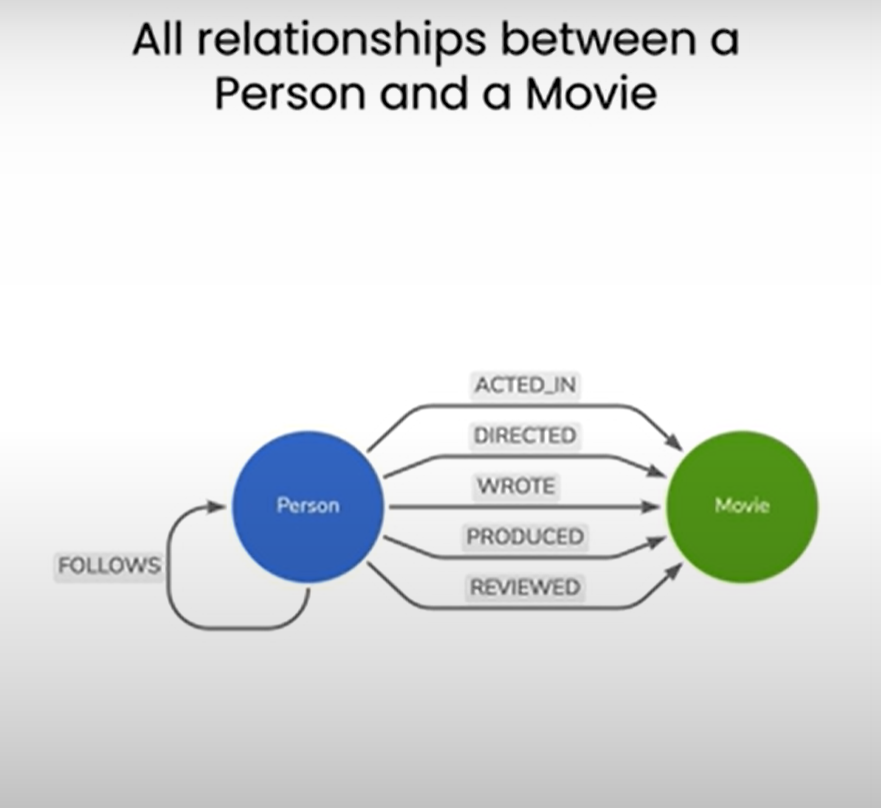 All relationships between a
Person and a Movie
ACTED_IN
DIRECTED
WROTE
Person
Movie
PRODUCED
FOLLOWS
REVIEWED